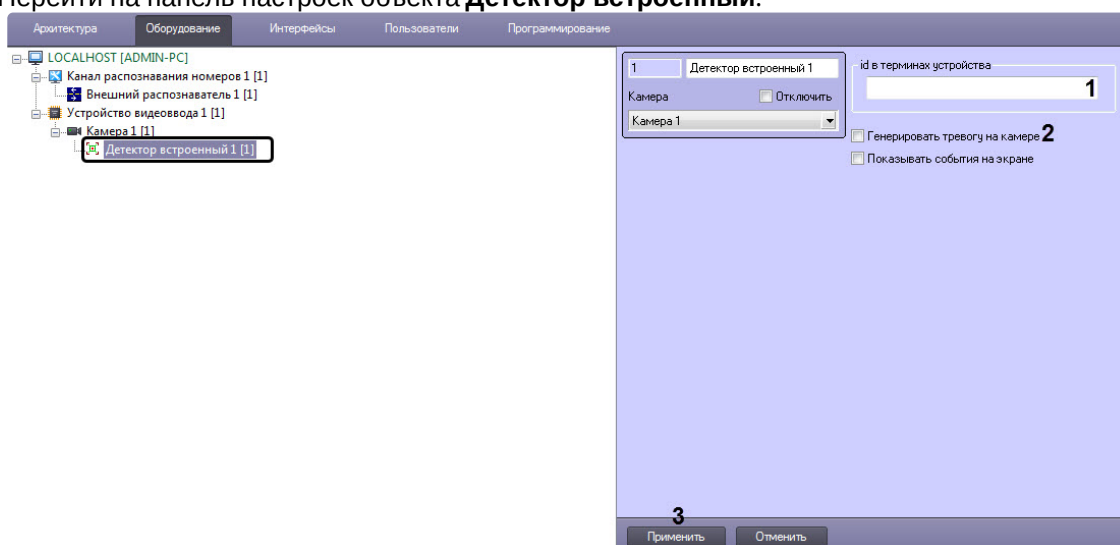 Перейти на панель настроек объекта Детектор встроенный.
Архитектура Оборудование Интерфейсы Пользователи Программирование
LOCALHOST [ADMIN-PC]
Канал распознавания номеров 1 [1]
Внешний распознаватель 1 [1]
Устройство видеоввода 1 [1]
Камера 1 [1]
Детектор встроенный 1 [1]
1 Детектор встроенный 1
Камера Отключить
Камера 1
id в терминах устройства
1
Генерировать тревогу на камере 2
Показывать события на экране
3
Применить Отменить